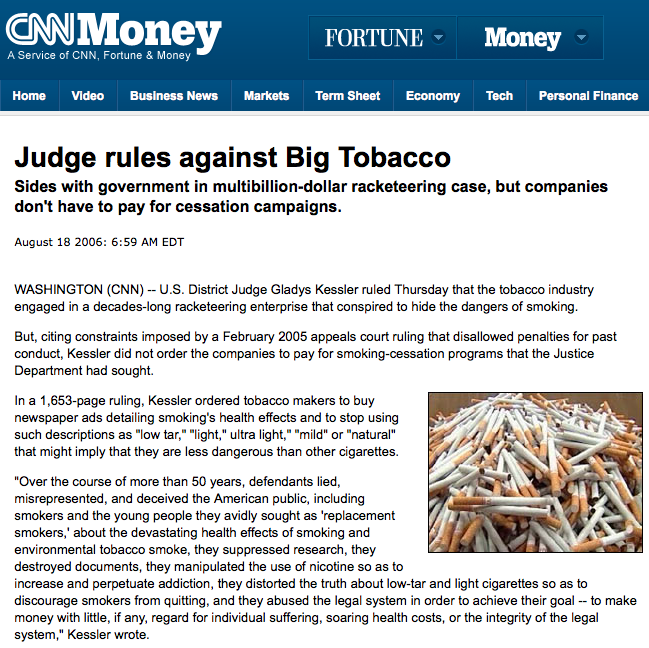 CNNMoney
A Service of CNN, Fortune & Money
FORTUNE
Money
Home
Video
Business News
Markets
Term Sheet
Economy
Tech
Personal Finance
Judge rules against Big Tobacco
Sides with government in multibillion-dollar racketeering case, but companies
don't have to pay for cessation campaigns.
August 18 2006: 6:59 AM EDT
WASHINGTON (CNN) -- U.S. District Judge Gladys Kessler ruled Thursday that the tobacco industry
engaged in a decades-long racketeering enterprise that conspired to hide the dangers of smoking.
But, citing constraints imposed by a February 2005 appeals court ruling that disallowed penalties for past
conduct, Kessler did not order the companies to pay for smoking-cessation programs that the Justice
Department had sought.
In a 1,653-page ruling, Kessler ordered tobacco makers to buy
newspaper ads detailing smoking's health effects and to stop using
such descriptions as "low tar," "light," ultra light," "mild" or "natural"
that might imply that they are less dangerous than other cigarettes.
"Over the course of more than 50 years, defendants lied,
misrepresented, and deceived the American public, including
smokers and the young people they avidly sought as 'replacement
smokers,' about the devastating health effects of smoking and
environmental tobacco smoke, they suppressed research, they
destroyed documents, they manipulated the use of nicotine so as to
increase and perpetuate addiction, they distorted the truth about low-tar and light cigarettes so as to
discourage smokers from quitting, and they abused the legal system in order to achieve their goal -- to make
money with little, if any, regard for individual suffering, soaring health costs, or the integrity of the legal
system," Kessler wrote.